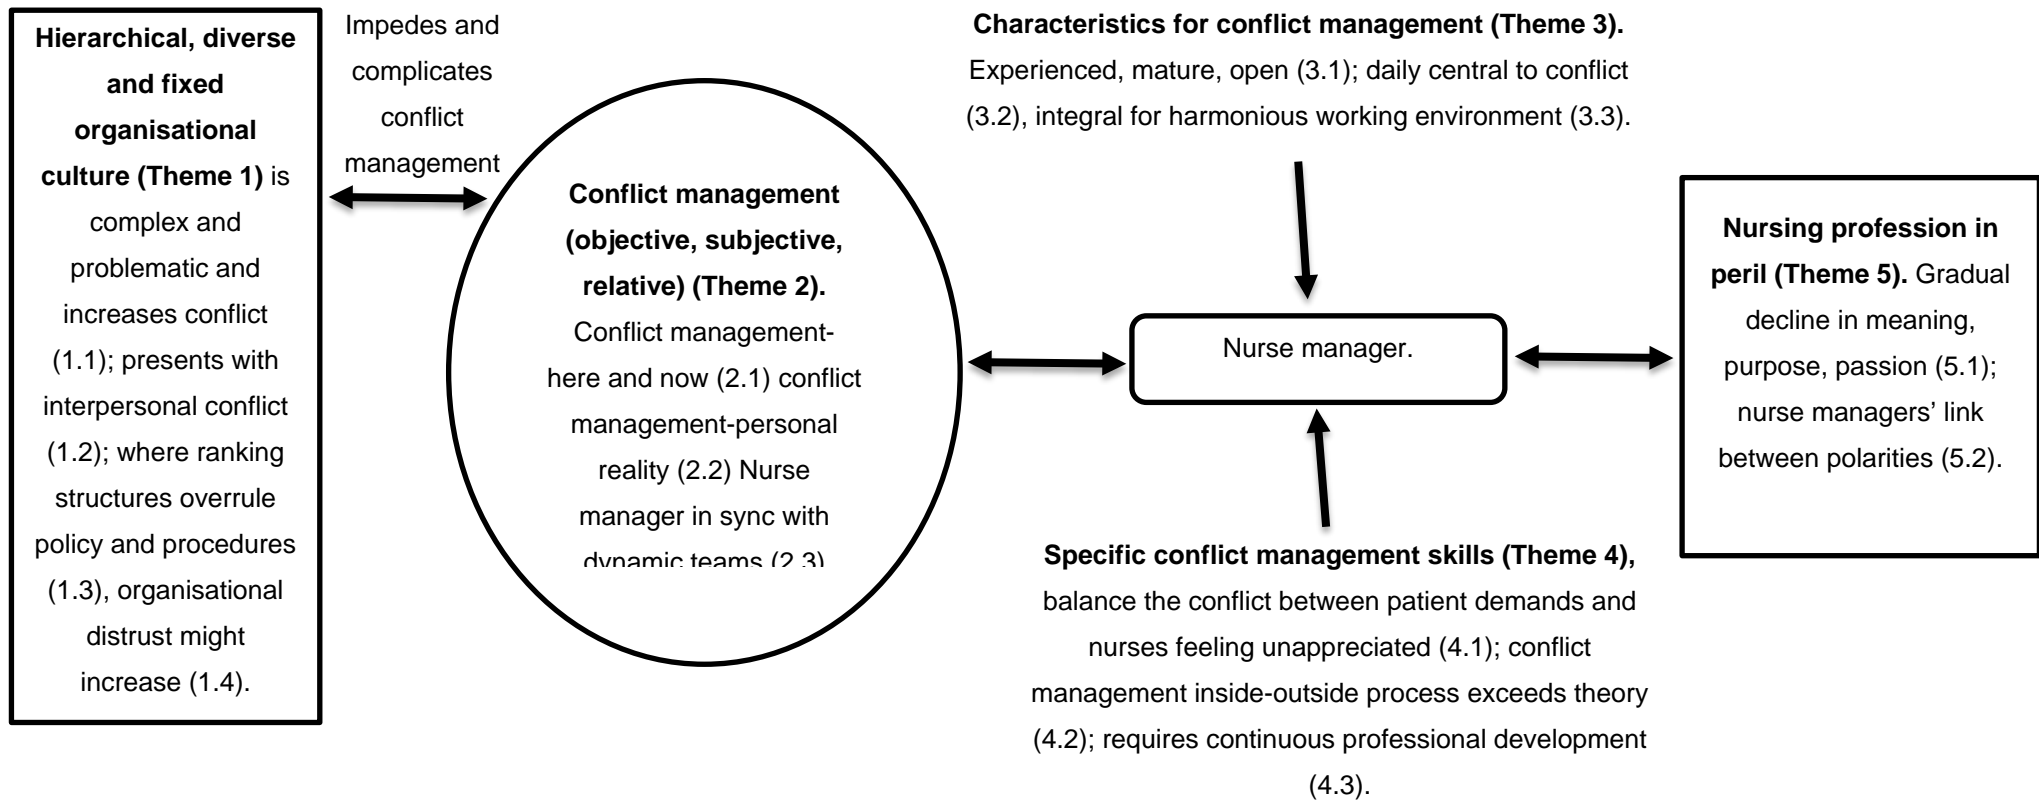 Hierarchical, diverse
and fixed
organisational
culture (Theme 1) is
complex and
problematic and
increases conflict
(1.1); presents with
interpersonal conflict
(1.2); where ranking
structures overrule
policy and procedures
(1.3), organisational
distrust might
increase (1.4).
Impedes and
complicates
conflict
management
Conflict management
(objective, subjective,
relative) (Theme 2).
Conflict management-
here and now (2.1) conflict
management-personal
reality (2.2) Nurse
manager in sync with
dynamic teams (2.3)
Characteristics for conflict management (Theme 3).
Experienced, mature, open (3.1); daily central to conflict
(3.2), integral for harmonious working environment (3.3).
Nurse manager.
Specific conflict management skills (Theme 4),
balance the conflict between patient demands and
nurses feeling unappreciated (4.1); conflict
management inside-outside process exceeds theory
(4.2); requires continuous professional development
(4.3).
Nursing profession in
peril (Theme 5). Gradual
decline in meaning,
purpose, passion (5.1);
nurse managers’ link
between polarities (5.2).